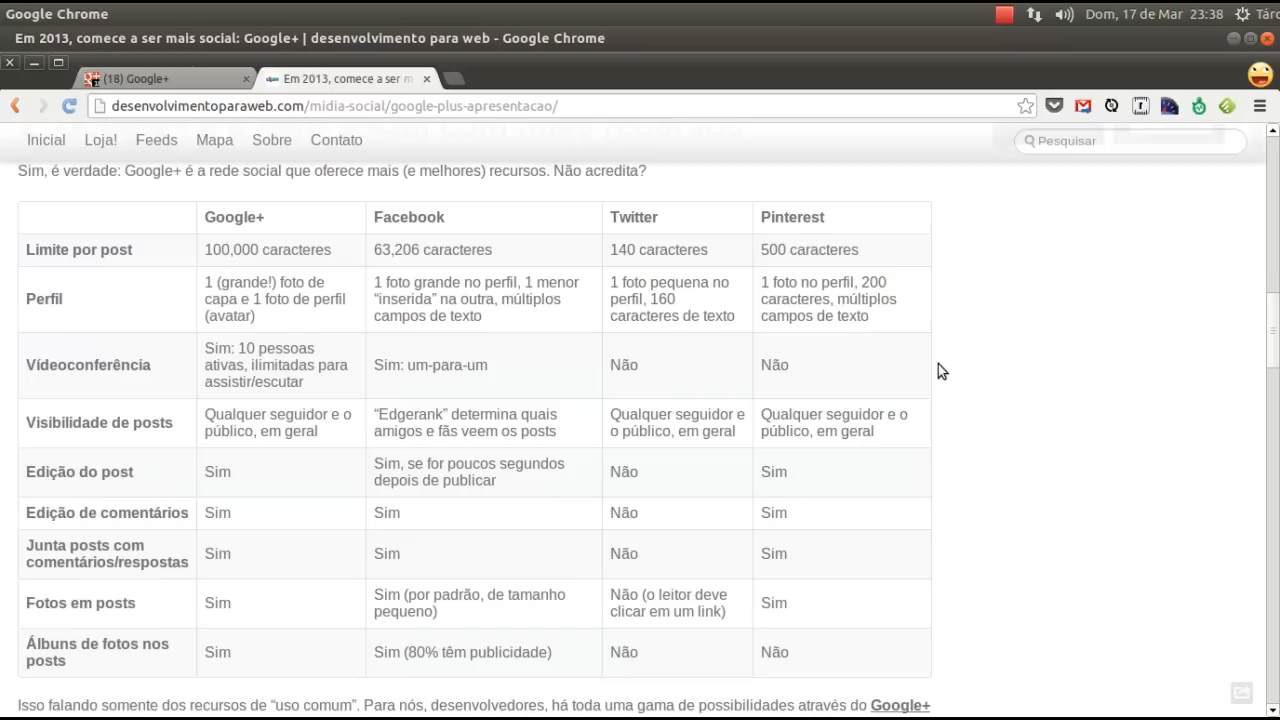 Google Chrome
Dom, 17 de Mar 23:38
Em 2013, comece a ser mais social: Google+ | desenvolvimento para web - Google Chrome
(18) Google+
Em 2013, comece a ser m
desenvolvimentoparaweb.com/midia-social/google-plus-apresentacao/
Inicial Loja! Feeds Mapa Sobre Contato
Pesquisar
Sim, é verdade: Google+ é a rede social que oferece mais (e melhores) recursos. Não acredita?
Google+ Facebook Twitter Pinterest
Limite por post 100,000 caracteres 63,206 caracteres 140 caracteres 500 caracteres
Perfil
1 (grande!) foto de
capa e 1 foto de perfil
(avatar)
1 foto grande no perfil, 1 menor
“inserida” na outra, múltiplos
campos de texto
1 foto pequena no
perfil, 160
caracteres de texto
1 foto no perfil, 200
caracteres, múltiplos
campos de texto
Vídeoconferência
Sim: 10 pessoas
ativas, ilimitadas para
assistir/escutar
Sim: um-para-um
Não
Não
Visibilidade de posts
Qualquer seguidor e o
público, em geral
“Edgerank” determina quais
amigos e fãs veem os posts
Qualquer seguidor e
o público, em geral
Qualquer seguidor e o
público, em geral
Edição do post
Sim
Sim, se for poucos segundos
depois de publicar
Não
Sim
Edição de comentários Sim Sim Não Sim
Junta posts com
comentários/respostas
Sim
Sim
Não
Sim
Fotos em posts
Sim
Sim (por padrão, de tamanho
pequeno)
Não (o leitor deve
clicar em um link)
Sim
Álbuns de fotos nos
posts
Sim
Sim (80% têm publicidade)
Não
Não
Isso falando somente dos recursos de “uso comum”. Para nós, desenvolvedores, há toda uma gama de possibilidades através do Google+